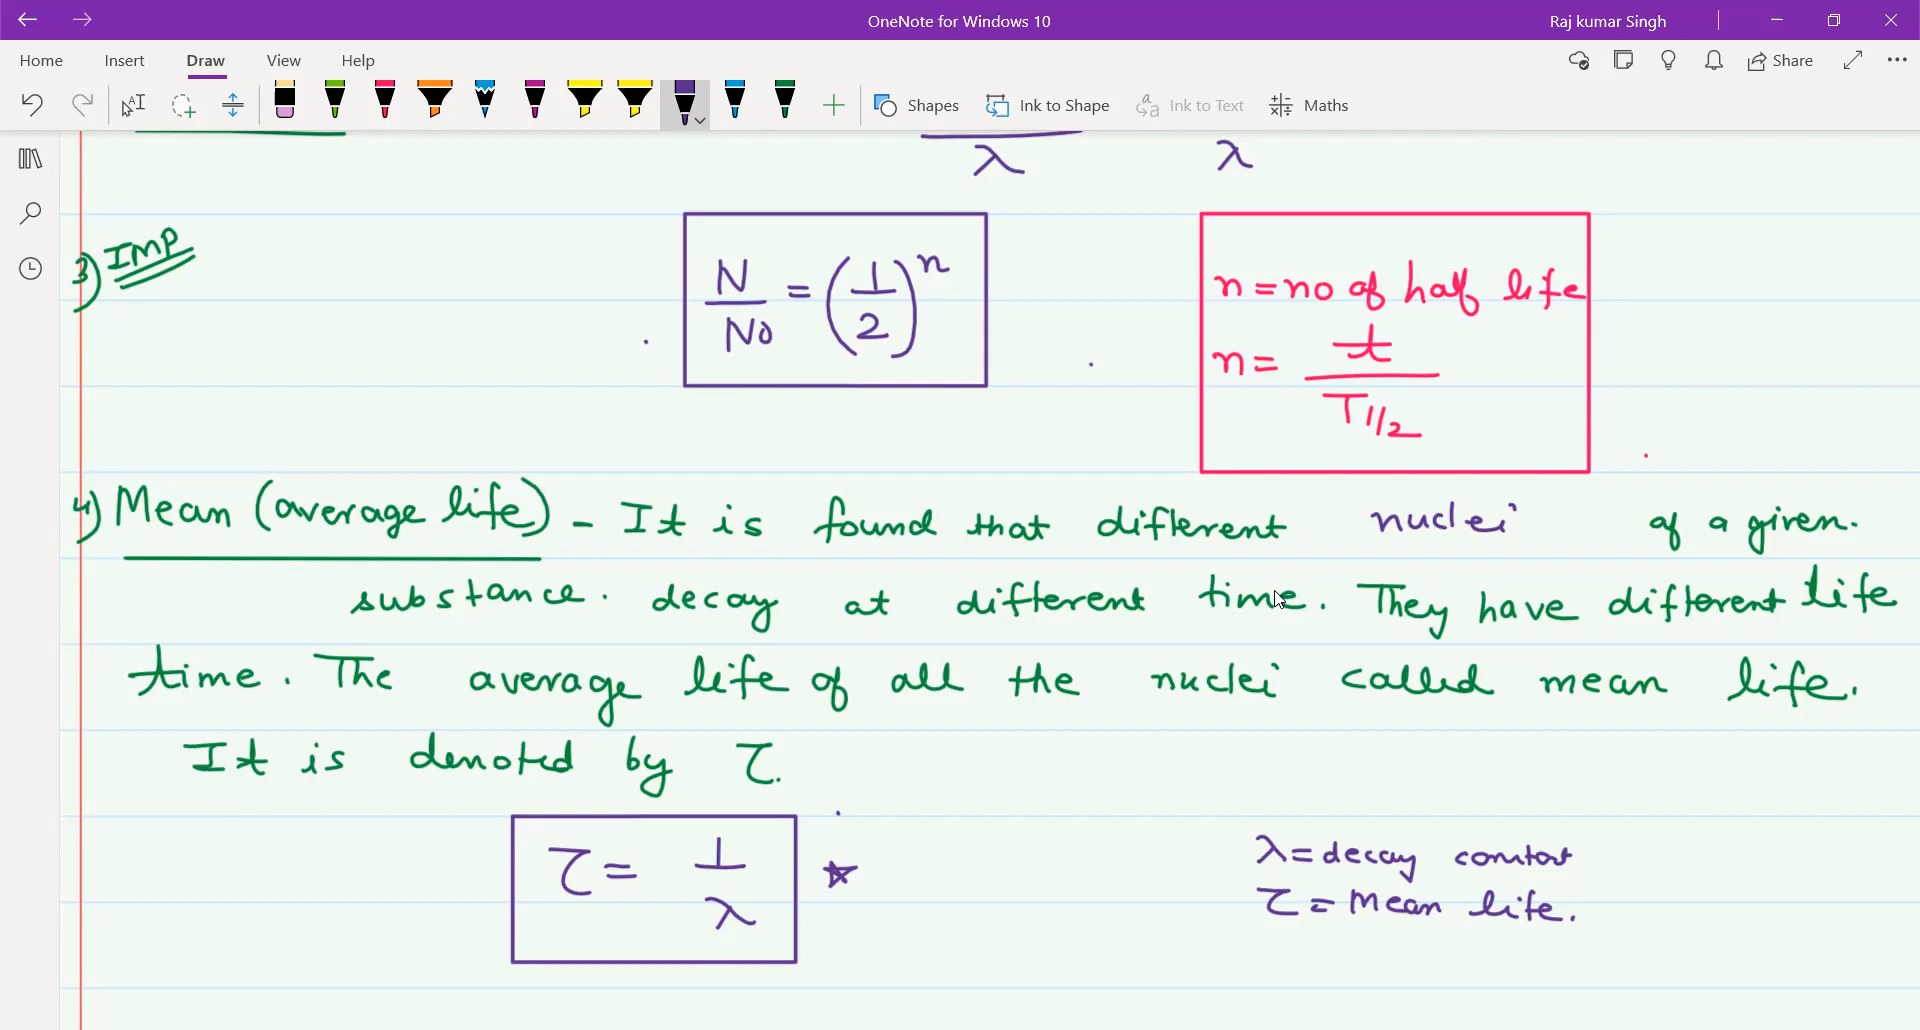 OneNote for Windows 10
Raj kumar Singh
Home Insert Draw View Help
Share
Shapes Ink to Shape Ink to Text Maths
λ λ
3) IMP
N/No = (1/2)^n
n = no of half life
n = t/T1/2
4) Mean (average life) - It is found that different nuclei of a given.
substance. decay at different time. They have different life
time. The average life of all the nuclei called mean life.
It is denoted by τ.
τ = 1/λ
λ = decay constant
τ = Mean life.